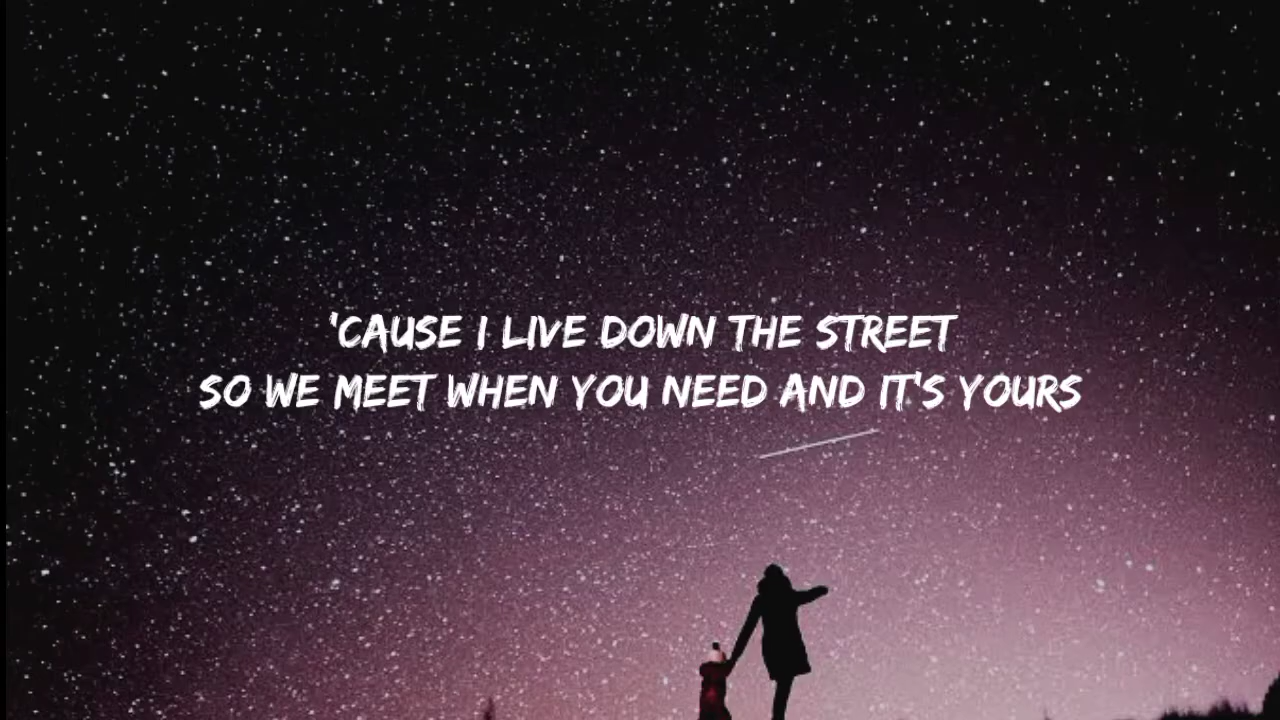 'CAUSE I LIVE DOWN THE STREET
SO WE MEET WHEN YOU NEED AND IT'S YOURS